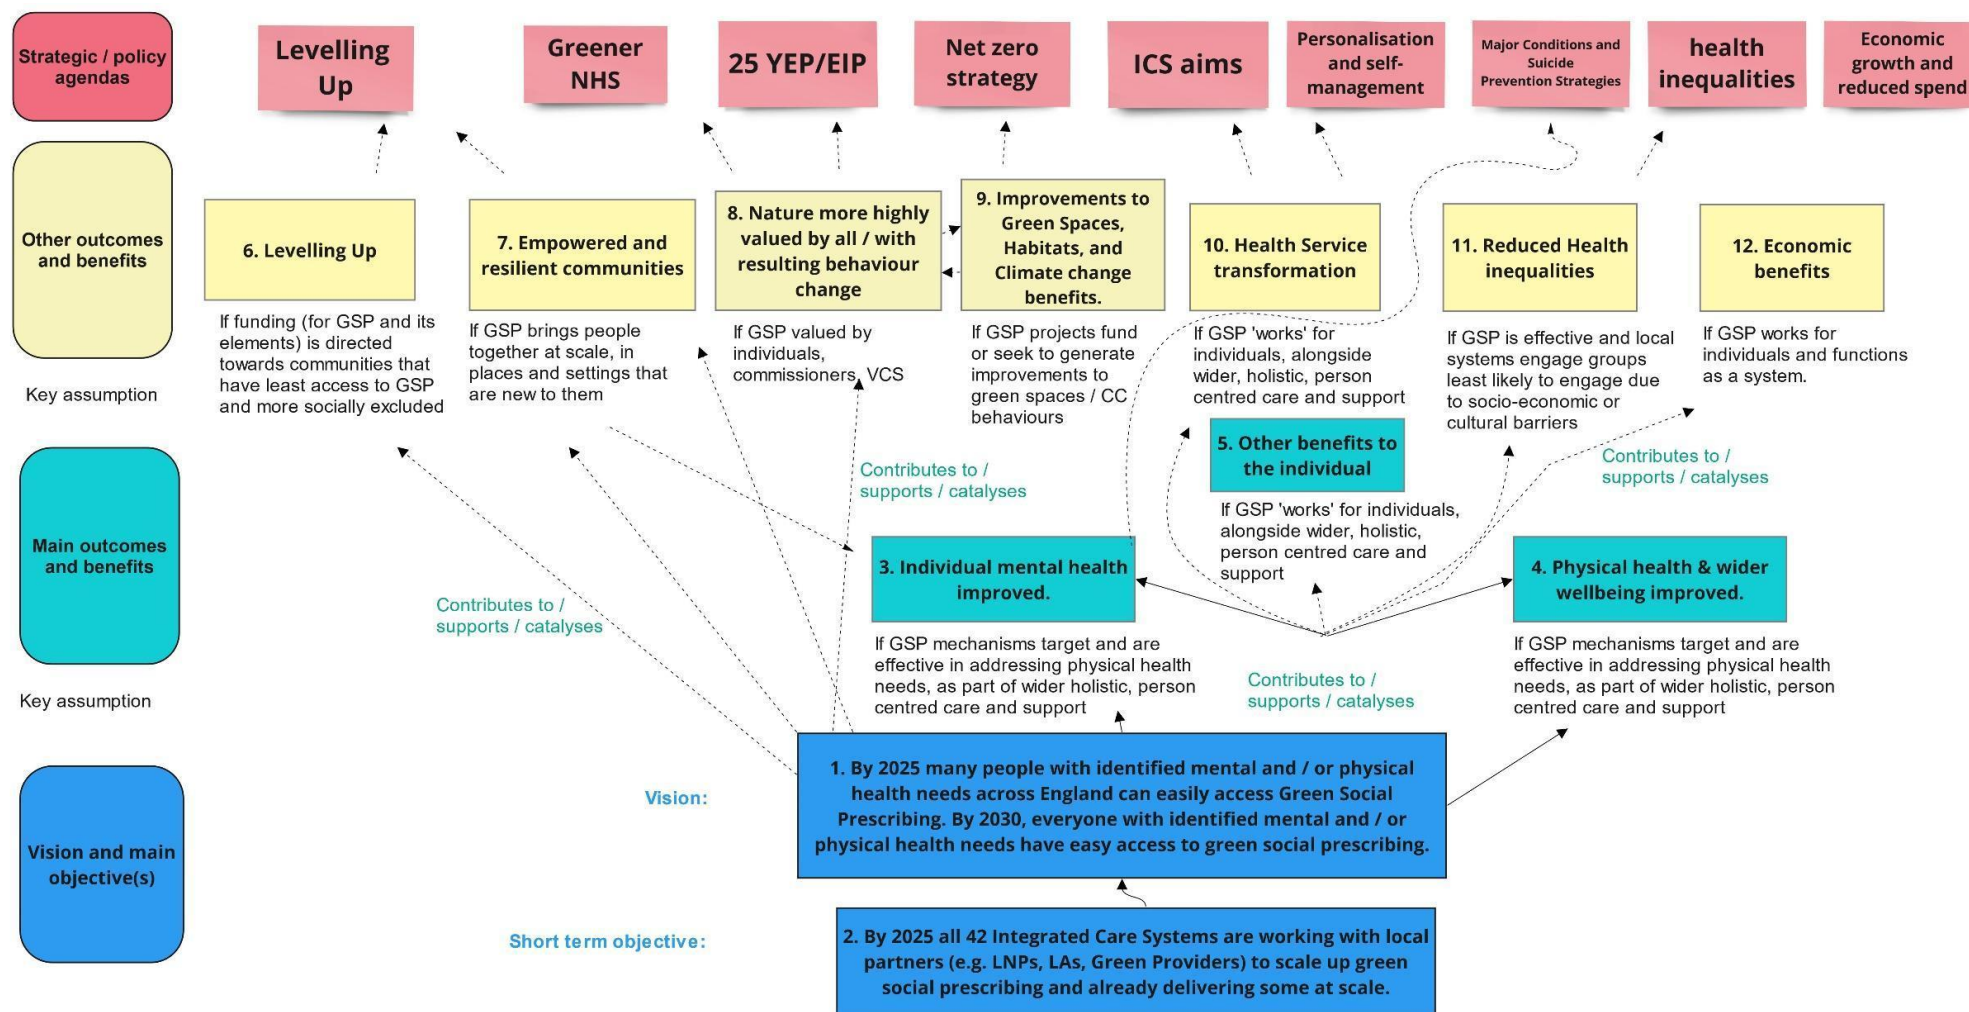 Strategic / policy
agendas
Levelling
Up
Greener
NHS
25 YEP/EIP
Net zero
strategy
ICS aims
Personalisation
and self-
management
Major Conditions and
Suicide
Prevention Strategies
health
inequalities
Economic
growth and
reduced spend
Other outcomes
and benefits
6. Levelling Up
7. Empowered and
resilient communities
8. Nature more highly
valued by all / with
resulting behaviour
change
9. Improvements to
Green Spaces,
Habitats, and
Climate change
benefits.
10. Health Service
transformation
11. Reduced Health
inequalities
12. Economic
benefits
Key assumption
If funding (for GSP and its
elements) is directed
towards communities that
have least access to GSP
and more socially excluded
If GSP brings people
together at scale, in
places and settings that
are new to them
If GSP valued by
individuals,
commissioners, VCS
If GSP projects fund
or seek to generate
improvements to
green spaces / CC
behaviours
If GSP 'works' for
individuals, alongside
wider, holistic, person
centred care and support
If GSP is effective and local
systems engage groups
least likely to engage due
to socio-economic or
cultural barriers
If GSP works for
individuals and functions
as a system.
Main outcomes
and benefits
Contributes to /
supports / catalyses
5. Other benefits to
the individual
If GSP 'works' for individuals,
alongside wider, holistic,
person centred care and
support
Contributes to /
supports / catalyses
3. Individual mental health
improved.
4. Physical health & wider
wellbeing improved.
Contributes to /
supports / catalyses
Key assumption
If GSP mechanisms target and are
effective in addressing physical health
needs, as part of wider holistic, person
centred care and support
Contributes to /
supports / catalyses
If GSP mechanisms target and are
effective in addressing physical health
needs, as part of wider holistic, person
centred care and support
Vision and main
objective(s)
Vision:
1. By 2025 many people with identified mental and / or physical
health needs across England can easily access Green Social
Prescribing. By 2030, everyone with identified mental and / or
physical health needs have easy access to green social prescribing.
Short term objective:
2. By 2025 all 42 Integrated Care Systems are working with local
partners (e.g. LNPs, LAs, Green Providers) to scale up green
social prescribing and already delivering some at scale.